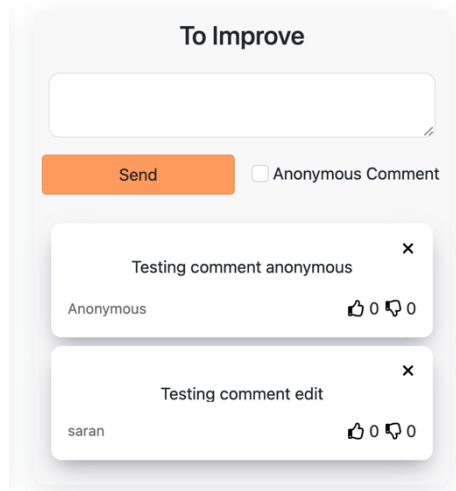 To Improve
Send
Anonymous Comment
×
Testing comment anonymous
Anonymous
0 0
×
Testing comment edit
saran
0 0